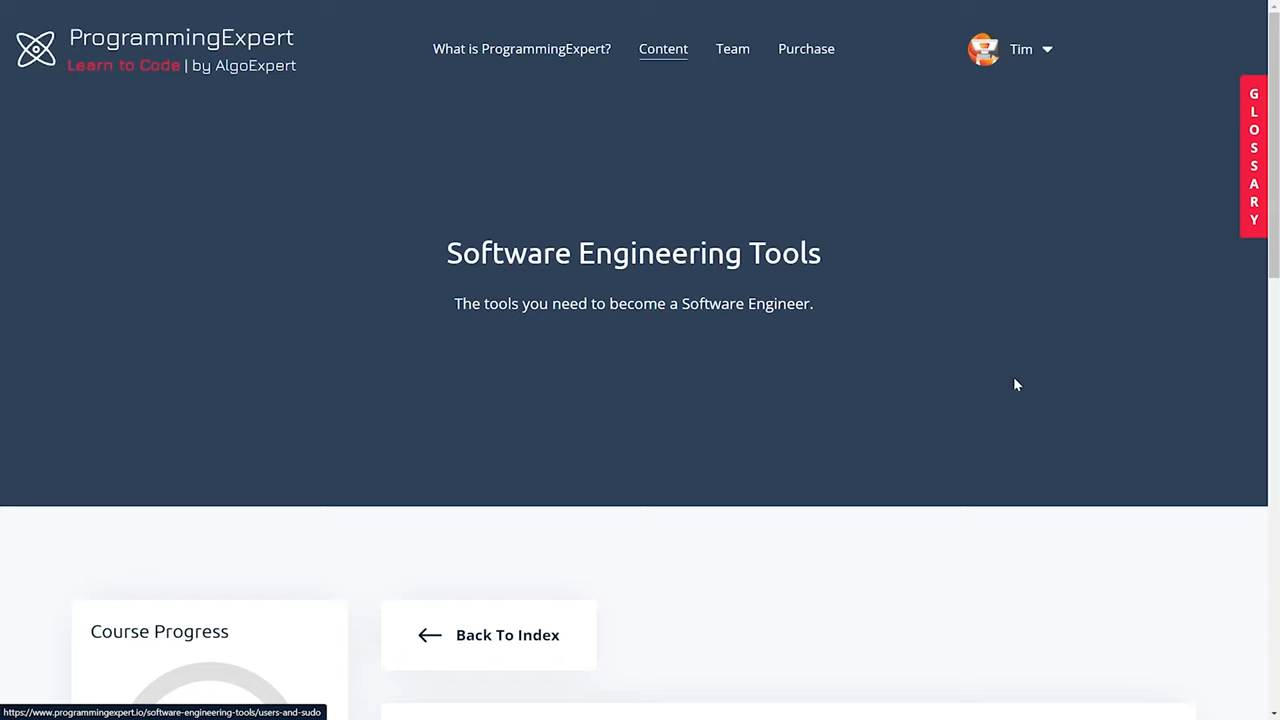 ProgrammingExpert
Learn to Code | by AlgoExpert
What is ProgrammingExpert?
Content
Team
Purchase
Tim
GLOSSARY
Software Engineering Tools
The tools you need to become a Software Engineer.
Course Progress
Back To Index
https://www.programmingexpert.io/software-engineering-tools/users-and-sudo